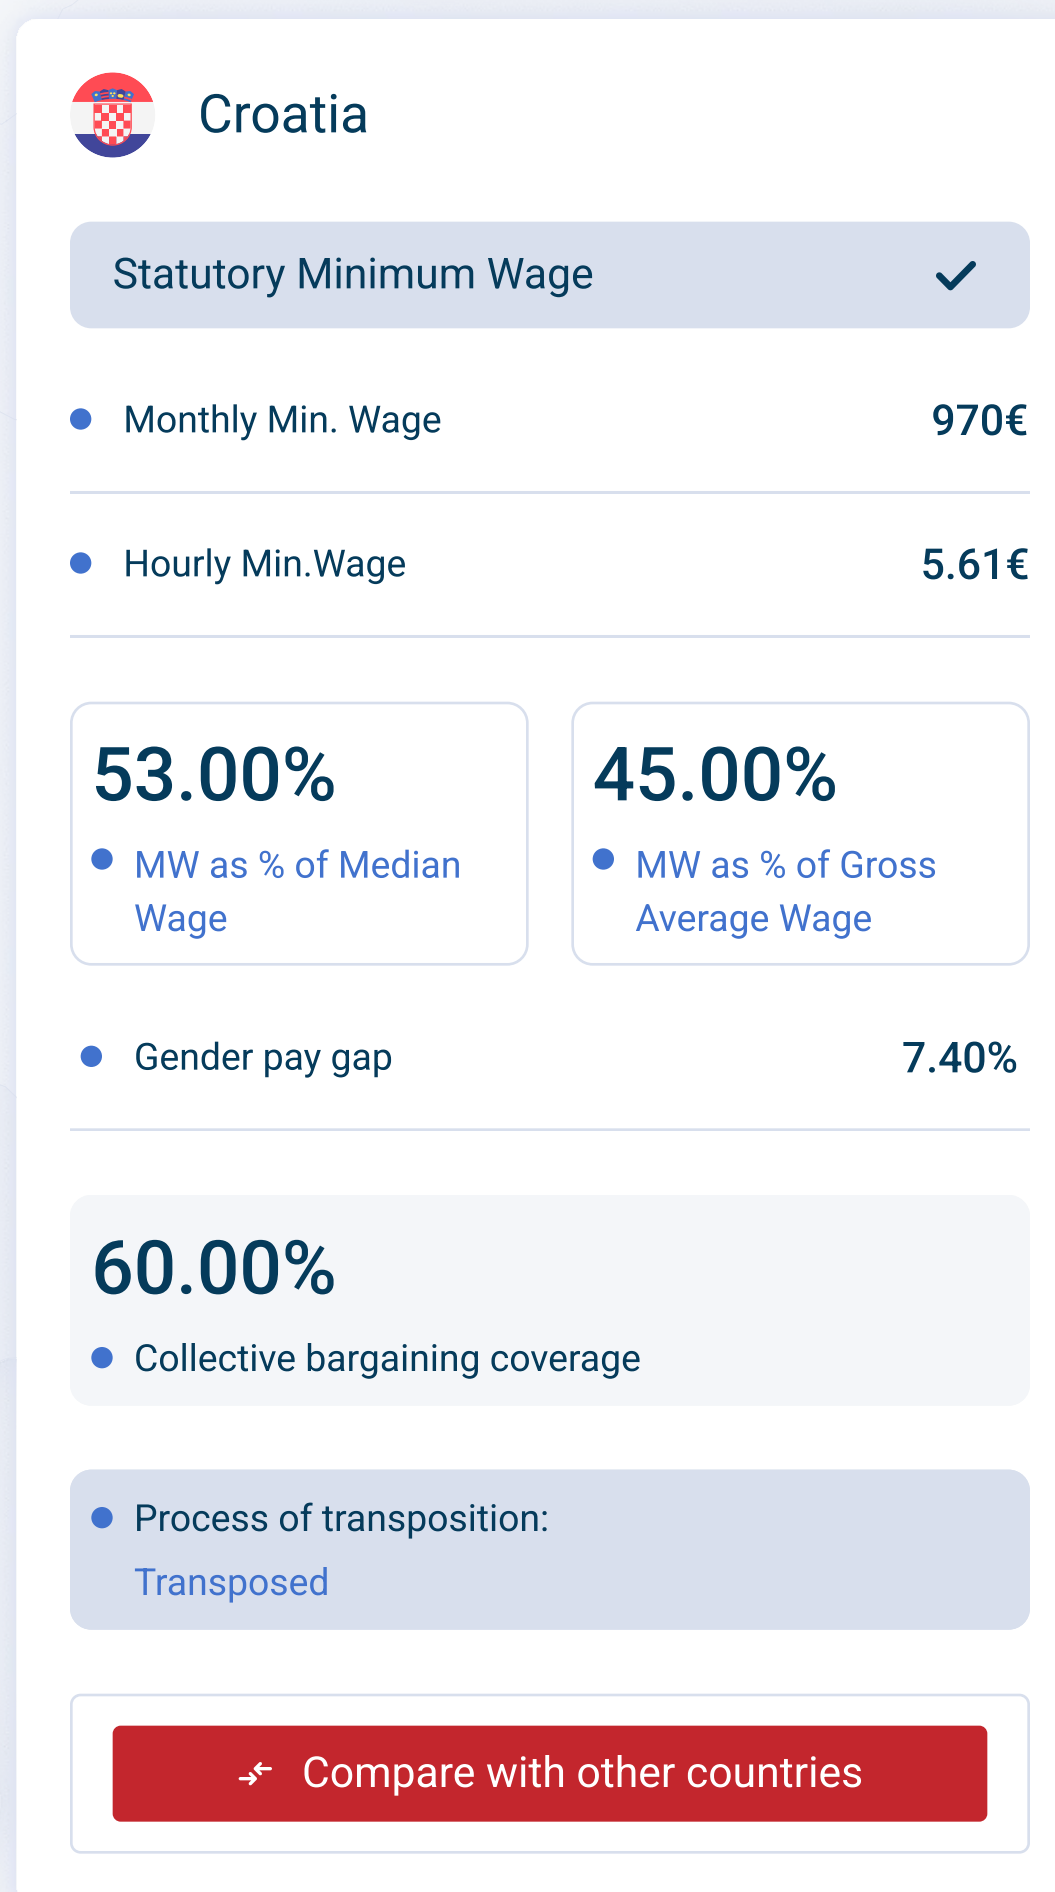 Croatia
Statutory Minimum Wage
Monthly Min. Wage 970€
Hourly Min.Wage 5.61€
53.00%
MW as % of Median
Wage
45.00%
MW as % of Gross
Average Wage
Gender pay gap 7.40%
60.00%
Collective bargaining coverage
Process of transposition:
Transposed
Compare with other countries